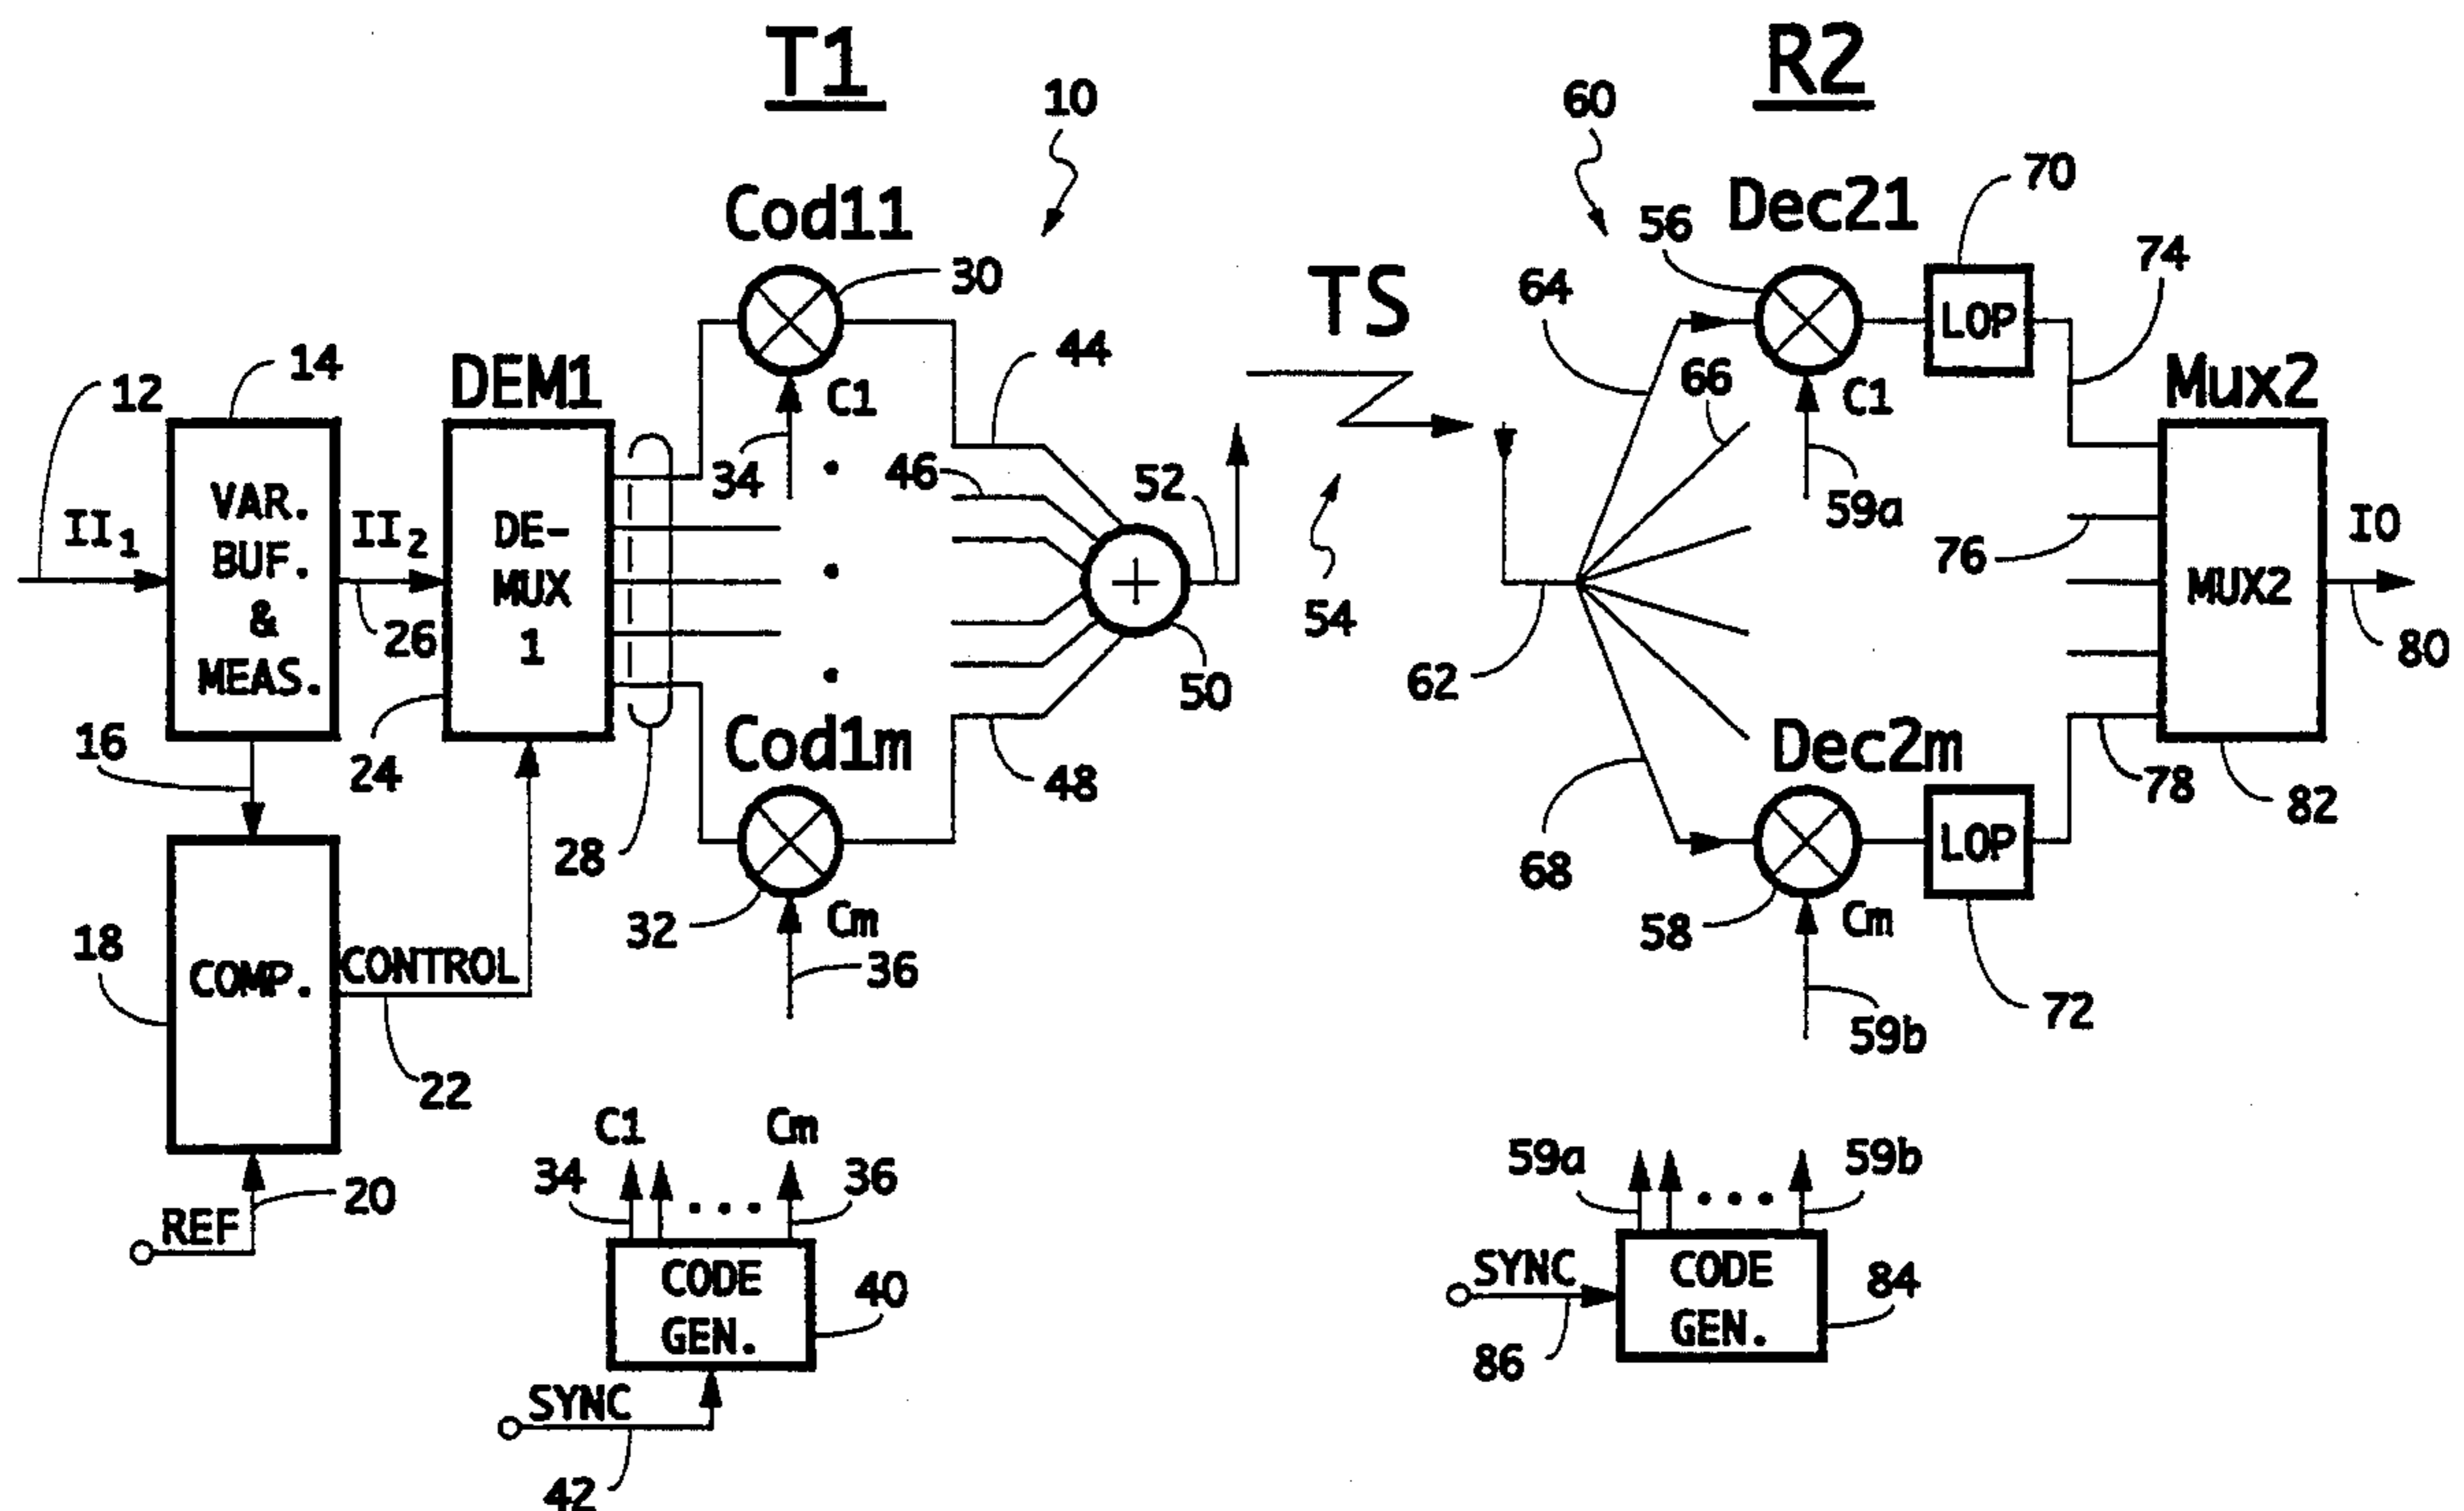 T1
R2
10
60
Cod11
Dec21
70
56
30
TS
64
74
14
DEM1
44
66
Mux2
12
C1
C1
34
46
52
59a
VAR.
BUF.
&
MEAS.
II1
II2
DE-
MUX
1
76
IO
MUX2
LOP
26
54
80
62
50
16
24
Cod1m
48
Dec2m
78
82
28
68
LOP
32
Cm
58
Cm
18
COMP.
CONTROL
36
72
59b
22
C1
Cm
34
36
59a
59b
20
REF
CODE
GEN.
40
SYNC
CODE
GEN.
84
86
SYNC
42